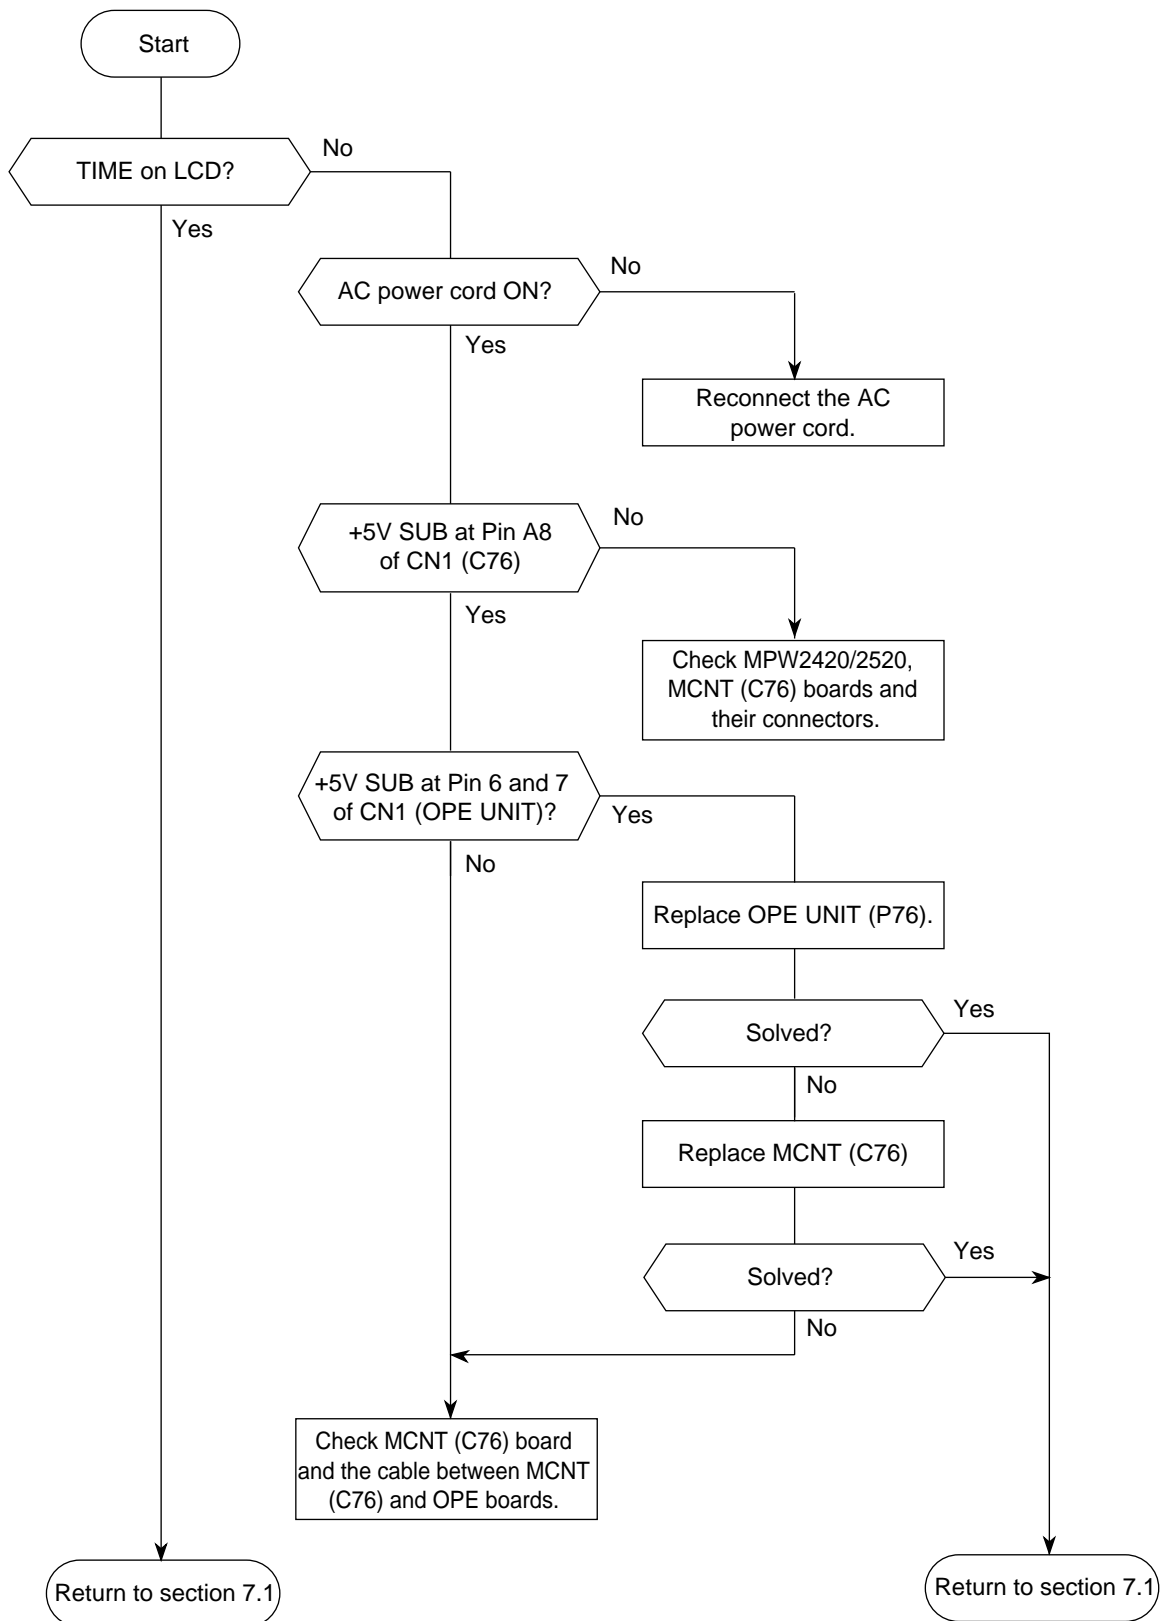 Start
TIME on LCD?
No
Yes
AC power cord ON?
No
Yes
Reconnect the AC
power cord.
+5V SUB at Pin A8
of CN1 (C76)
No
Yes
Check MPW2420/2520,
MCNT (C76) boards and
their connectors.
+5V SUB at Pin 6 and 7
of CN1 (OPE UNIT)?
Yes
No
Replace OPE UNIT (P76).
Solved?
Yes
No
Replace MCNT (C76)
Solved?
Yes
No
Check MCNT (C76) board
and the cable between MCNT
(C76) and OPE boards.
Return to section 7.1
Return to section 7.1